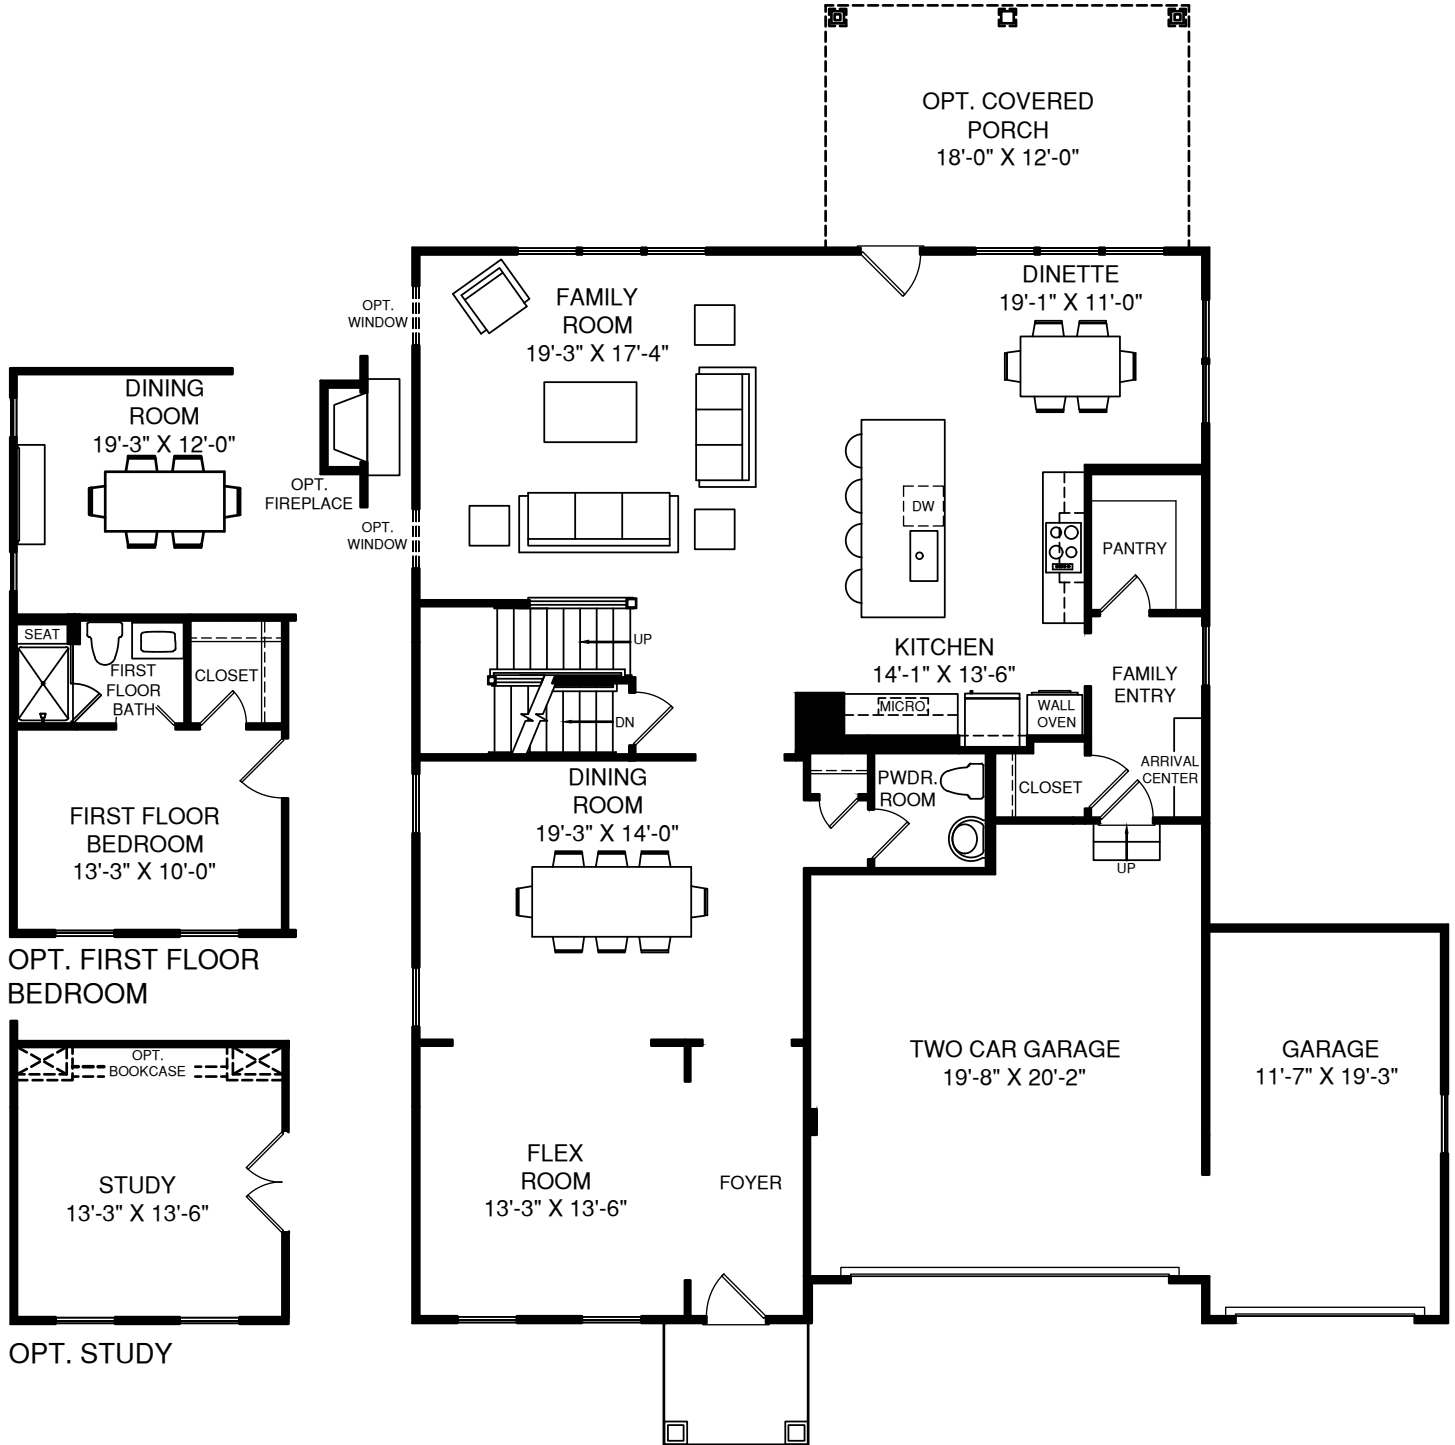 OPT. COVERED
PORCH
18'-0" X 12'-0"
DINETTE
19'-1" X 11'-0"
FAMILY
ROOM
19'-3" X 17'-4"
OPT.
WINDOW
DINING
ROOM
19'-3" X 12'-0"
OPT.
FIREPLACE
OPT.
WINDOW
DW
PANTRY
SEAT
FIRST
FLOOR
BATH
CLOSET
UP
DN
KITCHEN
14'-1" X 13'-6"
MICRO
WALL
OVEN
FAMILY
ENTRY
ARRIVAL
CENTER
CLOSET
PWDR.
ROOM
UP
DINING
ROOM
19'-3" X 14'-0"
FIRST FLOOR
BEDROOM
13'-3" X 10'-0"
OPT. FIRST FLOOR
BEDROOM
OPT.
BOOKCASE
STUDY
13'-3" X 13'-6"
OPT. STUDY
FLEX
ROOM
13'-3" X 13'-6"
FOYER
TWO CAR GARAGE
19'-8" X 20'-2"
GARAGE
11'-7" X 19'-3"